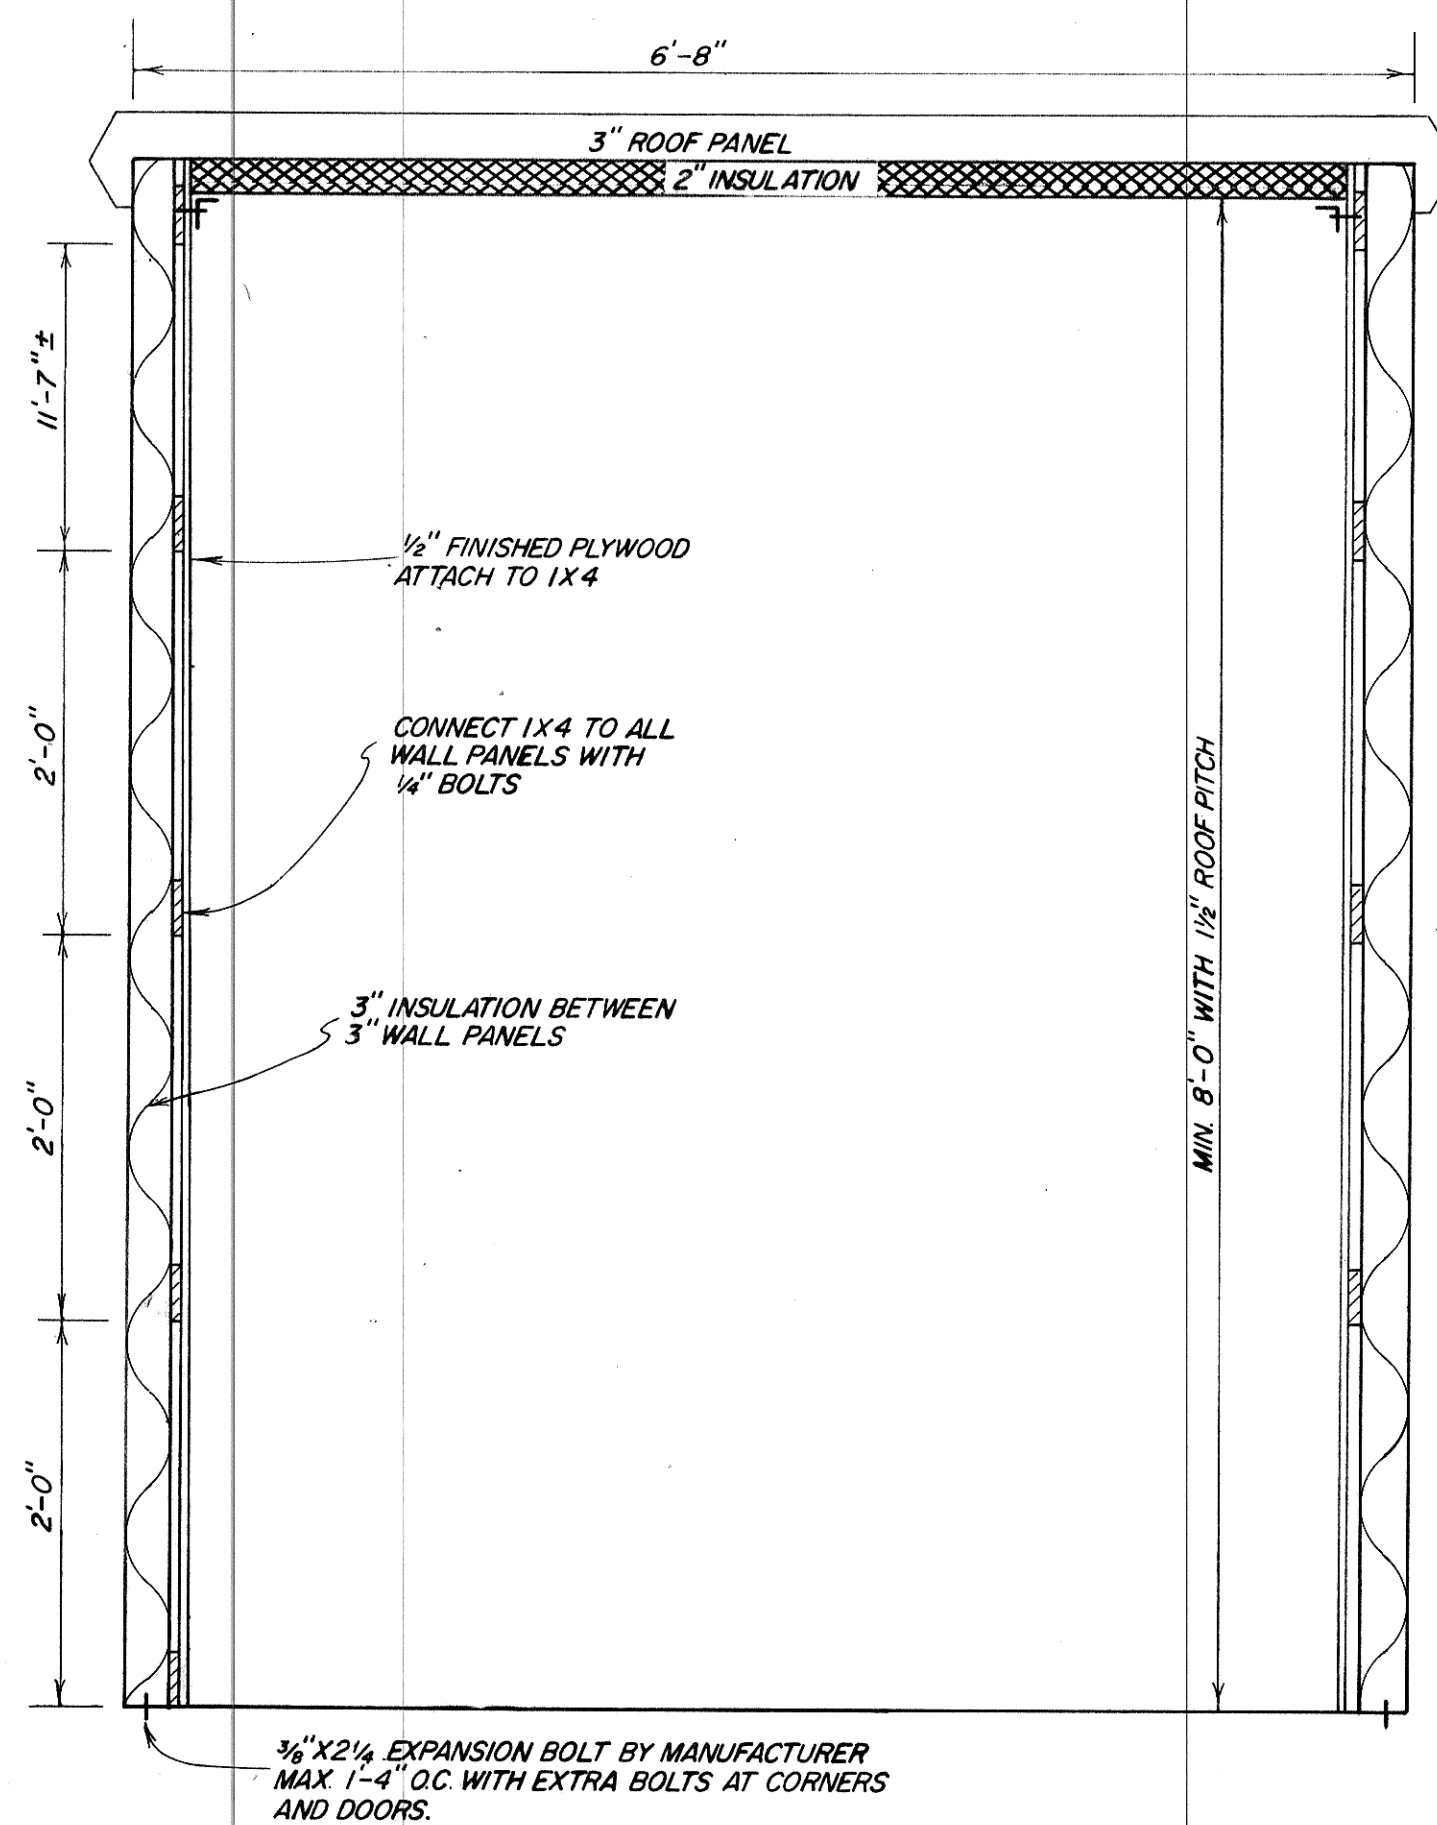 6'-8"
3" ROOF PANEL
2" INSULATION
11'-7" ±
1/2" FINISHED PLYWOOD
ATTACH TO 1X4
2'-0"
CONNECT 1X4 TO ALL
WALL PANELS WITH
1/4" BOLTS
MIN. 8'-0" WITH 1½" ROOF PITCH
3" INSULATION BETWEEN
3" WALL PANELS
2'-0"
2'-0"
3/8"X2¼ EXPANSION BOLT BY MANUFACTURER
MAX. 1'-4" O.C. WITH EXTRA BOLTS AT CORNERS
AND DOORS.